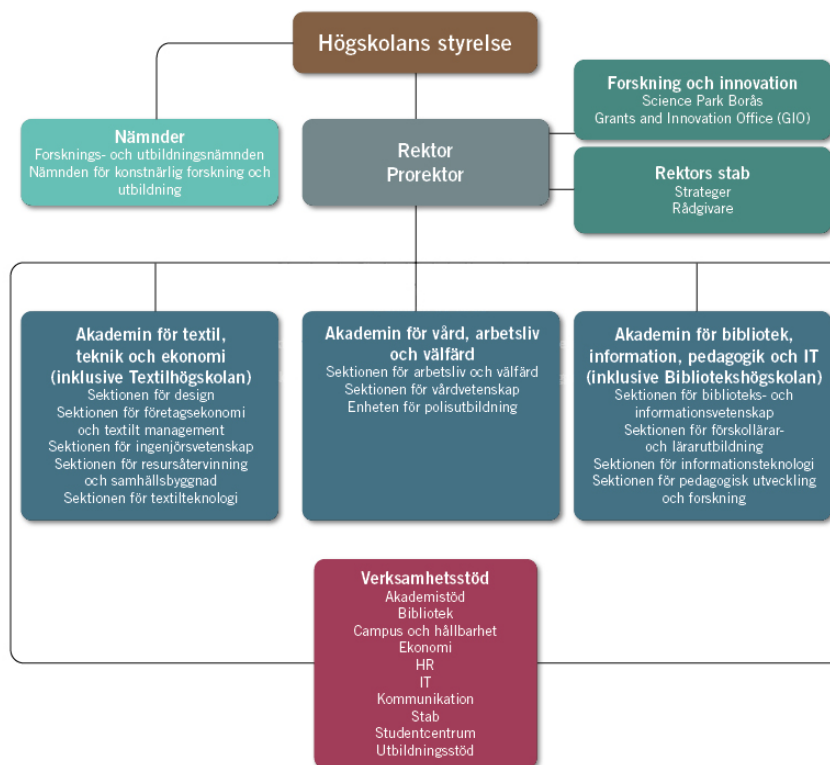 Högskolans styrelse
Forskning och innovation
Science Park Borås
Grants and Innovation Office (GIO)
Nämnder
Forsknings- och utbildningsnämnden
Nämnden för konstnärlig forskning och
utbildning
Rektor
Prorektor
Rektors stab
Strateger
Rådgivare
Akademin för textil,
teknik och ekonomi
(inklusive Textilhögskolan)
Sektionen för design
Sektionen för företagsekonomi
och textilt management
Sektionen för ingenjörsvetenskap
Sektionen för resursåtervinning
och samhällsbyggnad
Sektionen för textilteknologi
Akademin för vård, arbetsliv
och välfärd
Sektionen för arbetsliv och välfärd
Sektionen för vårdvetenskap
Enheten för polisutbildning
Akademin för bibliotek,
information, pedagogik och IT
(inklusive Bibliotekshögskolan)
Sektionen för biblioteks- och
informationsvetenskap
Sektionen för förskollärar-
och lärarutbildning
Sektionen för informationsteknologi
Sektionen för pedagogisk utveckling
och forskning
Verksamhetsstöd
Akademistöd
Bibliotek
Campus och hållbarhet
Ekonomi
HR
IT
Kommunikation
Stab
Studentcentrum
Utbildningsstöd